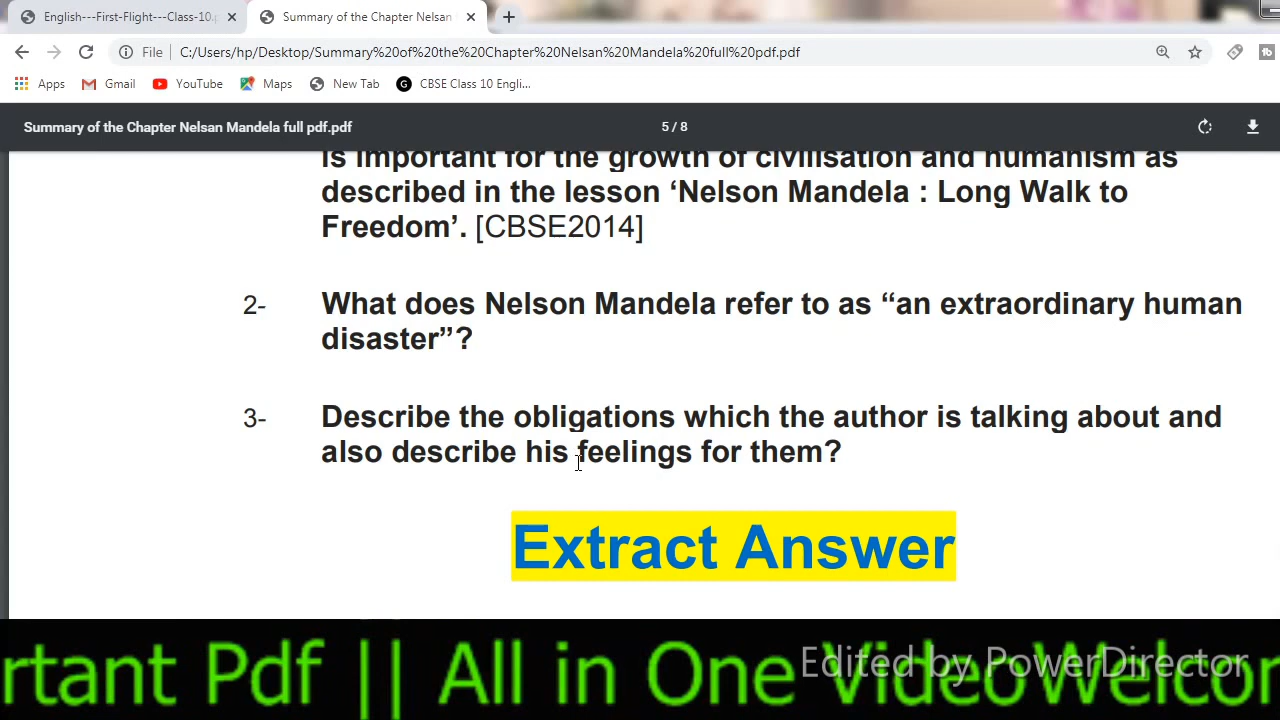 English---First-Flight---Class-10.p
Summary of the Chapter Nelsan
File
C:/Users/hp/Desktop/Summary%20of%20the%20Chapter%20Nelsan%20Mandela%20full%20pdf.pdf
Apps Gmail YouTube Maps New Tab CBSE Class 10 Engli...
Summary of the Chapter Nelsan Mandela full pdf.pdf 5 / 8
is important for the growth of civilisation and humanism as
described in the lesson ‘Nelson Mandela : Long Walk to
Freedom’. [CBSE2014]
2- What does Nelson Mandela refer to as “an extraordinary human
disaster”?
3- Describe the obligations which the author is talking about and
also describe his feelings for them?
Extract Answer
rtant Pdf || All in One VideoWelcor
Edited by PowerDirector